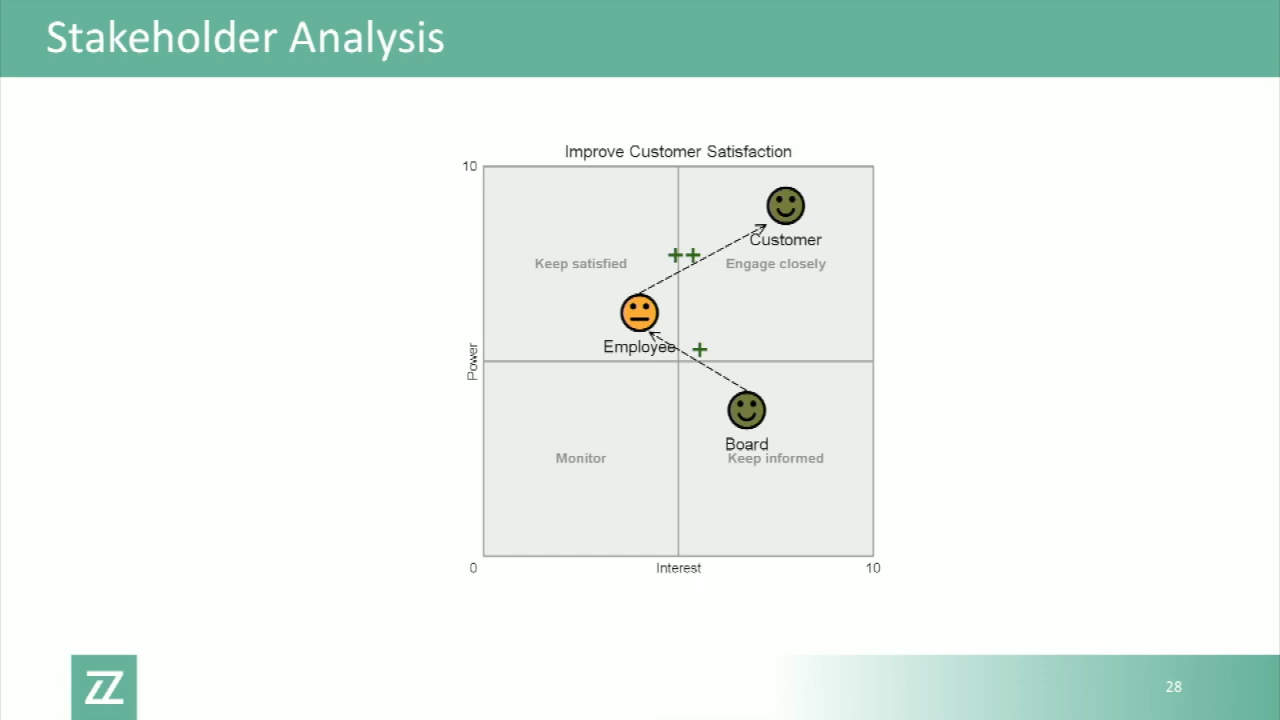 Stakeholder Analysis
Improve Customer Satisfaction
10
Customer
++
Keep satisfied
Engage closely
Employee
+
Power
Board
Monitor
Keep informed
0
Interest
10
ZZ
28